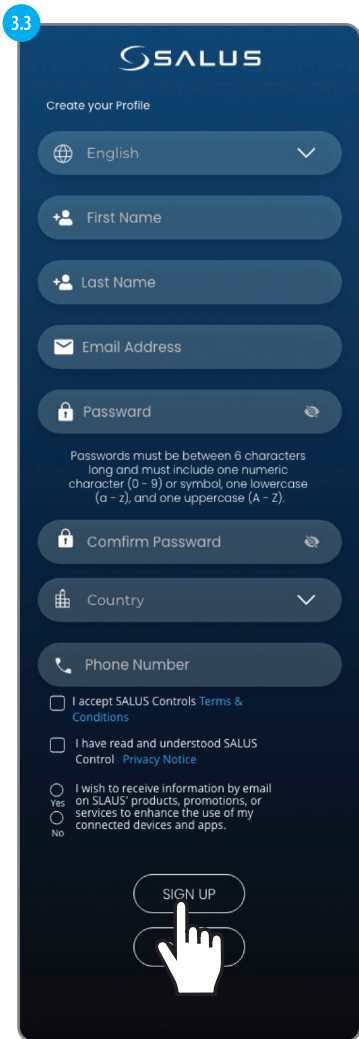 3.3
SALUS
Create your Profile
English
First Name
Last Name
Email Address
Password
Passwords must be between 6 characters
long and must include one numeric
character (0 - 9) or symbol, one lowercase
(a - z), and one uppercase (A - Z).
Comfirm Password
Country
Phone Number
I accept SALUS Controls Terms &
Conditions
I have read and understood SALUS
Control Privacy Notice
Yes
No
I wish to receive information by email
on SLAUS' products, promotions, or
services to enhance the use of my
connected devices and apps.
SIGN UP